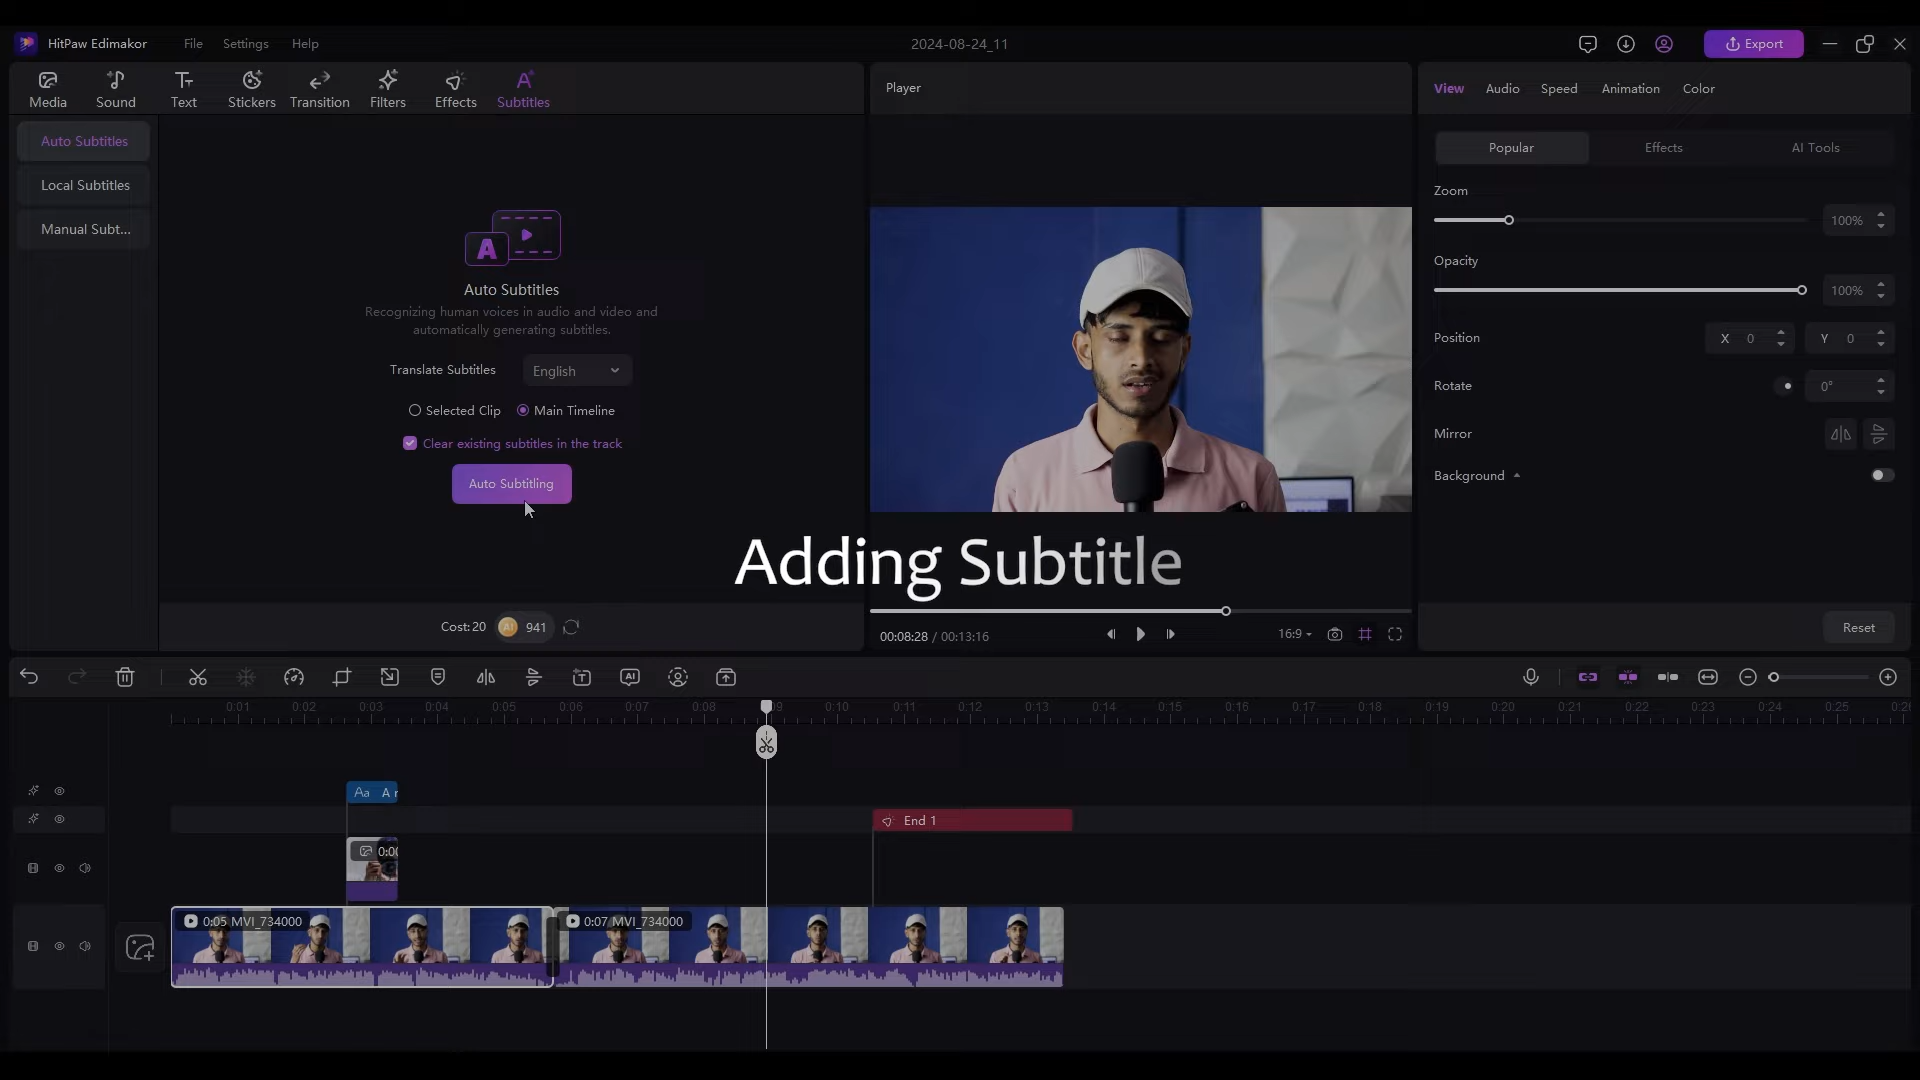 HitPaw Edimakor
File
Settings
Help
2024-08-24_11
Export
Media
Sound
Text
Stickers
Transition
Filters
Effects
Subtitles
Player
View
Audio
Speed
Animation
Color
Auto Subtitles
Local Subtitles
Manual Subt...
Auto Subtitles
Recognizing human voices in audio and video and
automatically generating subtitles.
Translate Subtitles
English
Selected Clip
Main Timeline
Clear existing subtitles in the track
Auto Subtitling
Cost:20
AI
941
Popular
Effects
AI Tools
Zoom
100%
Opacity
100%
Position
X 0
Y 0
Rotate
0°
Mirror
Background
Reset
Adding Subtitle
00:08:28 / 00:13:16
16:9
0:01
0:02
0:03
0:04
0:05
0:06
0:07
0:08
0:10
0:11
0:12
0:13
0:14
0:15
0:16
0:17
0:18
0:19
0:20
0:21
0:22
0:23
0:24
0:25
Aa
End 1
0:05 MVI_734000
0:07 MVI_734000